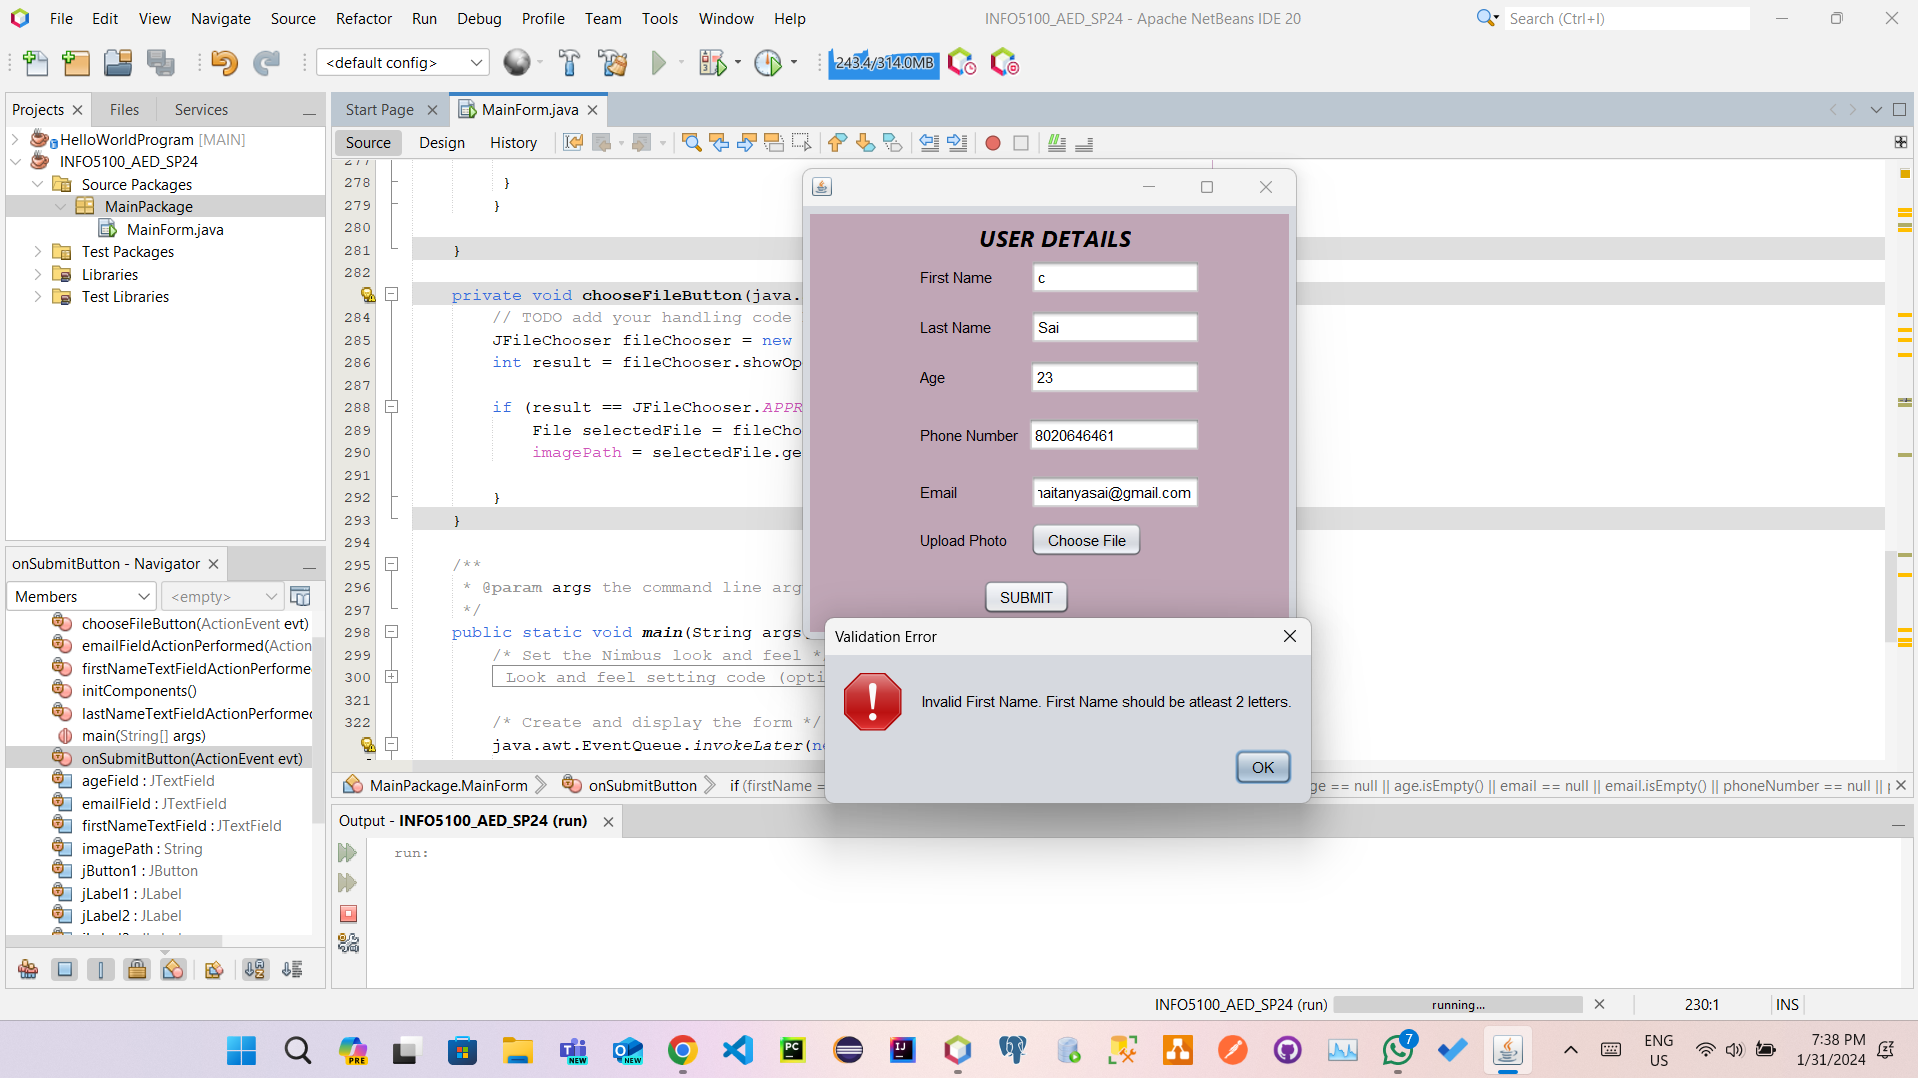 File Edit View Navigate Source Refactor Run Debug Profile Team Tools Window Help
INFO5100_AED_SP24 - Apache NetBeans IDE 20
Search (Ctrl+I)
<default config>
243.4/314.0MB
Projects Files Services
HelloWorldProgram [MAIN]
INFO5100_AED_SP24
Source Packages
MainPackage
MainForm.java
Test Packages
Libraries
Test Libraries
Start Page MainForm.java
Source Design History
277
278 }
279 }
280
281 }
282
private void chooseFileButton(java.
284 // TODO add your handling code
285 JFileChooser fileChooser = new
286 int result = fileChooser.showOp
287
288 if (result == JFileChooser.APPR
289 File selectedFile = fileCho
290 imagePath = selectedFile.ge
291
292 }
293 }
294
295 /**
296 * @param args the command line arg
297 */
298 public static void main(String args
299 /* Set the Nimbus look and feel *
300 Look and feel setting code (opti
321
322 /* Create and display the form */
java.awt.EventQueue.invokeLater(ne
USER DETAILS
First Name c
Last Name Sai
Age 23
Phone Number 8020646461
Email haitanyasai@gmail.com
Upload Photo Choose File
SUBMIT
Validation Error
Invalid First Name. First Name should be atleast 2 letters.
OK
onSubmitButton - Navigator
Members <empty>
chooseFileButton(ActionEvent evt)
emailFieldActionPerformed(Action
firstNameTextFieldActionPerforme
initComponents()
lastNameTextFieldActionPerformed
main(String[] args)
onSubmitButton(ActionEvent evt)
ageField : JTextField
emailField : JTextField
firstNameTextField : JTextField
imagePath : String
jButton1 : JButton
jLabel1 : JLabel
jLabel2 : JLabel
MainPackage.MainForm onSubmitButton if (firstName = ge == null || age.isEmpty() || email == null || email.isEmpty() || phoneNumber == null || p
Output - INFO5100_AED_SP24 (run)
run:
INFO5100_AED_SP24 (run) running... 230:1 INS
PRE
NEW
NEW
PC
IJ
7
ENG
US
7:38 PM
1/31/2024